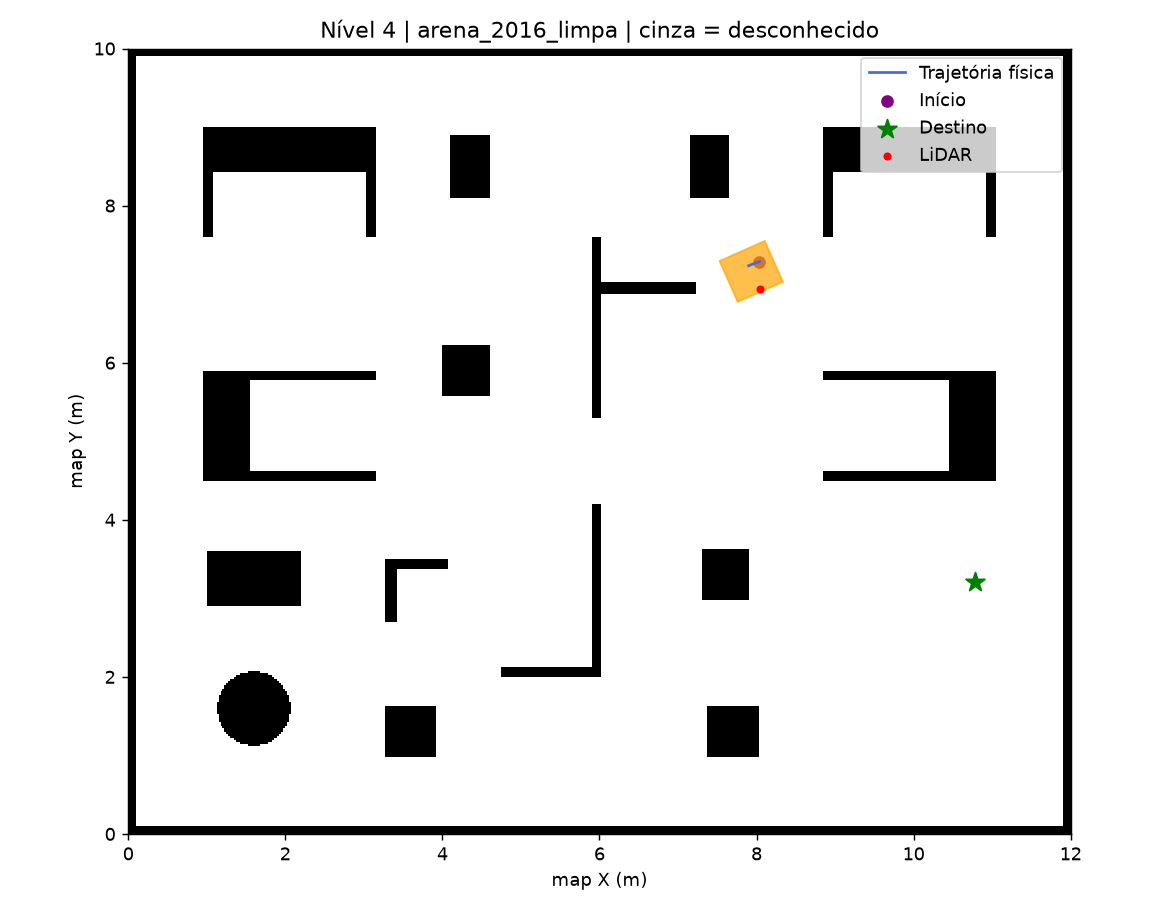 Nível 4 | arena_2016_limpa | cinza = desconhecido
Trajetória física
Início
Destino
LiDAR
map Y (m)
10
8
6
4
2
0
0 2 4 6 8 10 12
map X (m)